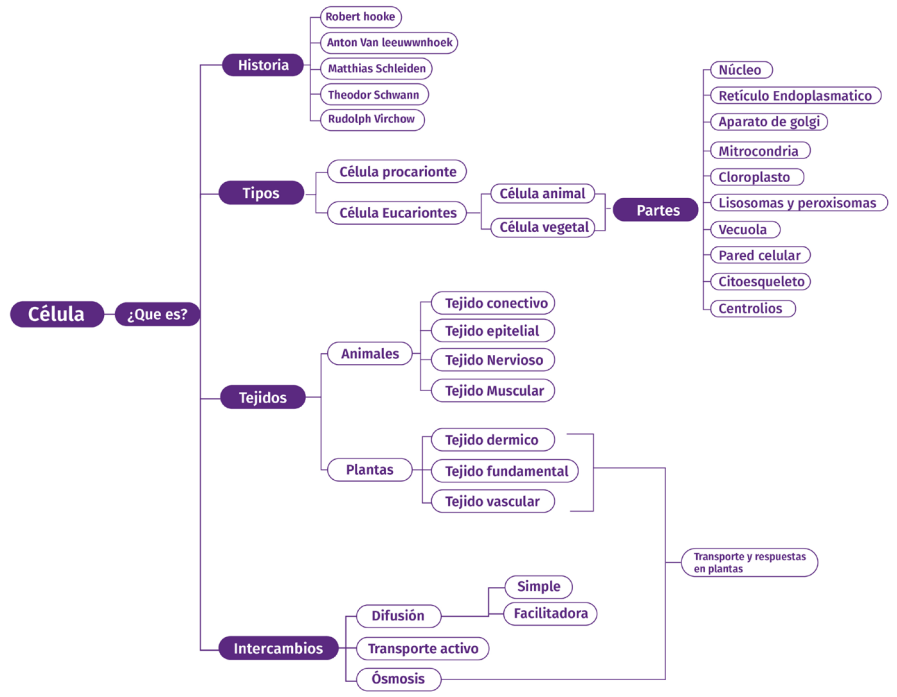 Célula
¿Que es?
Historia
Robert hooke
Anton Van leeuwwnhoek
Matthias Schleiden
Theodor Schwann
Rudolph Virchow
Tipos
Célula procarionte
Célula Eucariontes
Célula animal
Célula vegetal
Partes
Núcleo
Retículo Endoplasmatico
Aparato de golgi
Mitrocondria
Cloroplasto
Lisosomas y peroxisomas
Vecuola
Pared celular
Citoesqueleto
Centrolios
Tejidos
Animales
Tejido conectivo
Tejido epitelial
Tejido Nervioso
Tejido Muscular
Plantas
Tejido dermico
Tejido fundamental
Tejido vascular
Transporte y respuestas
en plantas
Intercambios
Difusión
Simple
Facilitadora
Transporte activo
Ósmosis